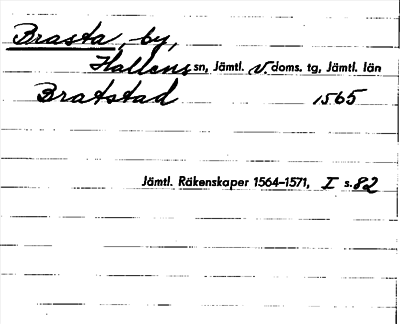 Brasta, by,
Hallens sn, Jämtl. v. doms. tg, Jämtl. län
Bratstad 1565
Jämtl. Räkenskaper 1564–1571, I s. 82